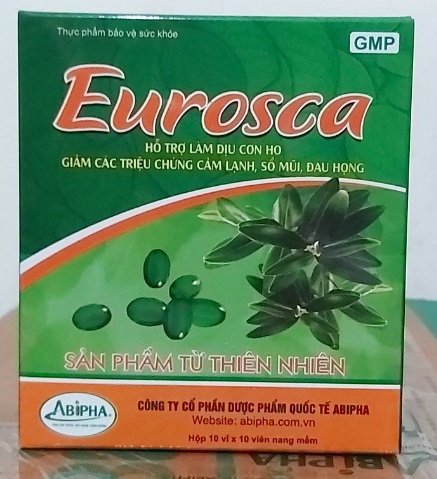 Thực phẩm bảo vệ sức khỏe
GMP
Eurosca
HỖ TRỢ LÀM DỊU CƠN HO
GIẢM CÁC TRIỆU CHỨNG CẢM LẠNH, SỔ MŨI, ĐAU HỌNG
SẢN PHẨM TỪ THIÊN NHIÊN
ABIPHA
CÔNG TY CỔ PHẦN DƯỢC PHẨM QUỐC TẾ ABIPHA
Website: abipha.com.vn
Hộp 10 vỉ x 10 viên nang mềm
ABIPHA